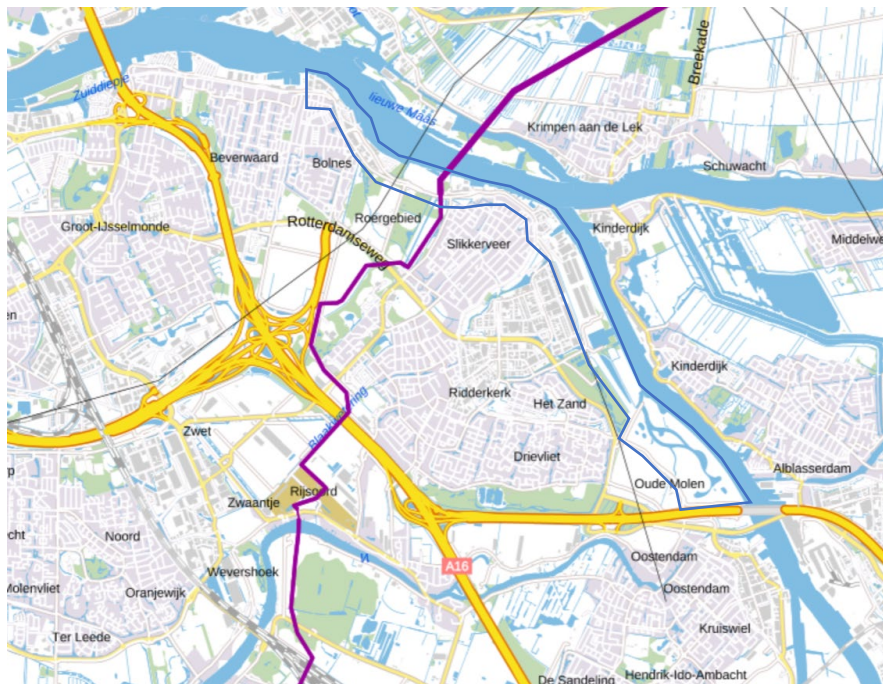 Breekade
Zuiddiepje
lieuwe Maas
Krimpen aan de Lek
Beverwaard
Bolnes
Schuwacht
Groot-IJsselmonde
Rotterdamseweg
Roergebied
Slikkerveer
Kinderdijk
Middelwe
en
Kinderdijk
Ridderkerk
Het Zand
Zwet
Drievliet
Alblasserdam
Rijsoord
Oude Molen
Zwaantje
Noord
cht
Oostendam
A16
Wevershoek
Molenvliet
Oranjewijk
Oostendam
Kruiswiel
Ter Leede
De Sandeling
Hendrik-Ido-Ambacht